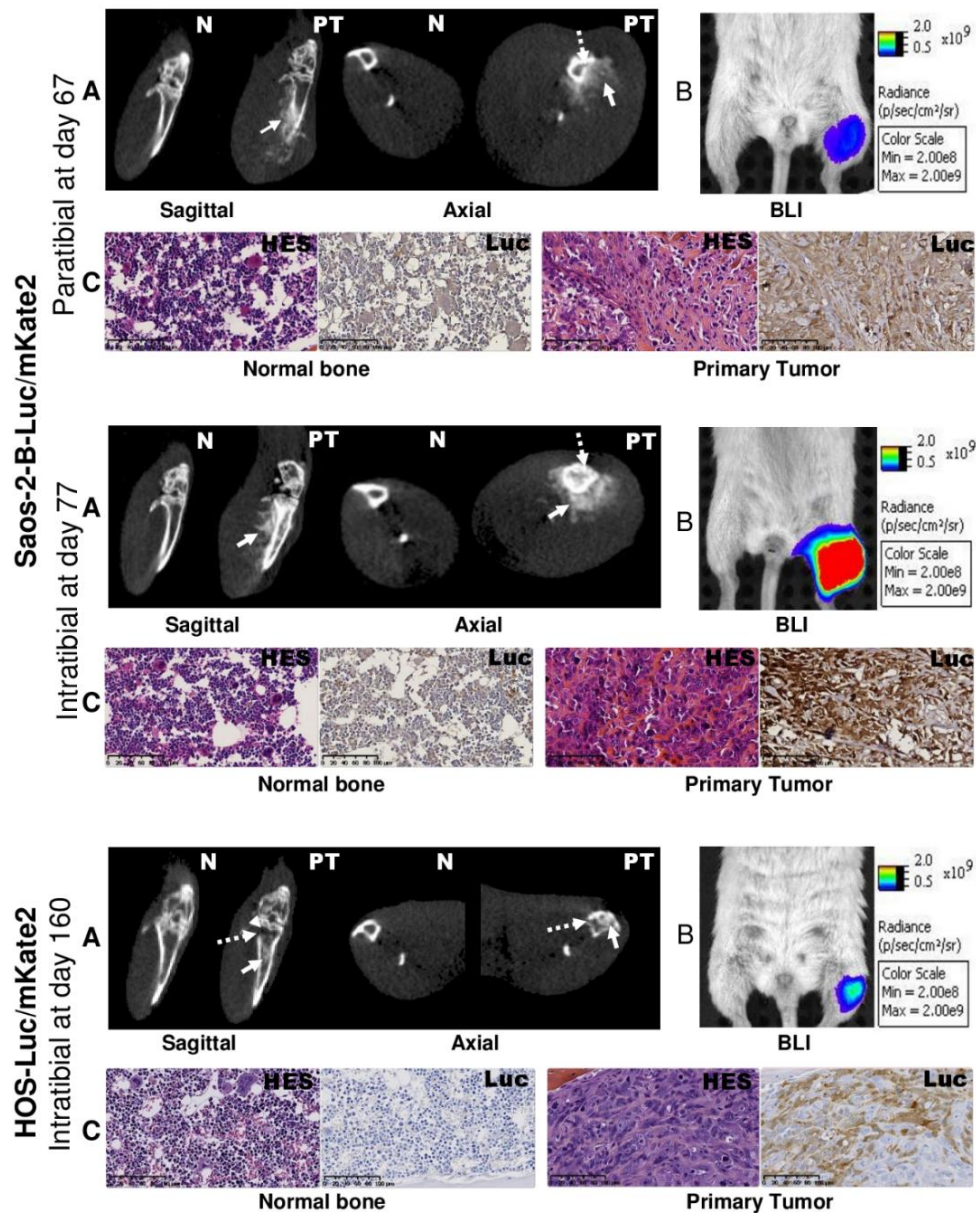 Saos-2-B-Luc/mKate2
Paratibial at day 67
A
N
PT
N
PT
Sagittal
Axial
B
2.0
0.5
x10⁹
Radiance
(p/sec/cm²/sr)
Color Scale
Min = 2.00e8
Max = 2.00e9
BLI
C
HES
Luc
HES
Luc
Normal bone
Primary Tumor
Intratibial at day 77
A
N
PT
N
PT
Sagittal
Axial
B
2.0
0.5
x10⁹
Radiance
(p/sec/cm²/sr)
Color Scale
Min = 2.00e8
Max = 2.00e9
BLI
C
HES
Luc
HES
Luc
Normal bone
Primary Tumor
HOS-Luc/mKate2
Intratibial at day 160
A
N
PT
N
PT
Sagittal
Axial
B
2.0
0.5
x10⁹
Radiance
(p/sec/cm²/sr)
Color Scale
Min = 2.00e8
Max = 2.00e9
BLI
C
HES
Luc
HES
Luc
Normal bone
Primary Tumor